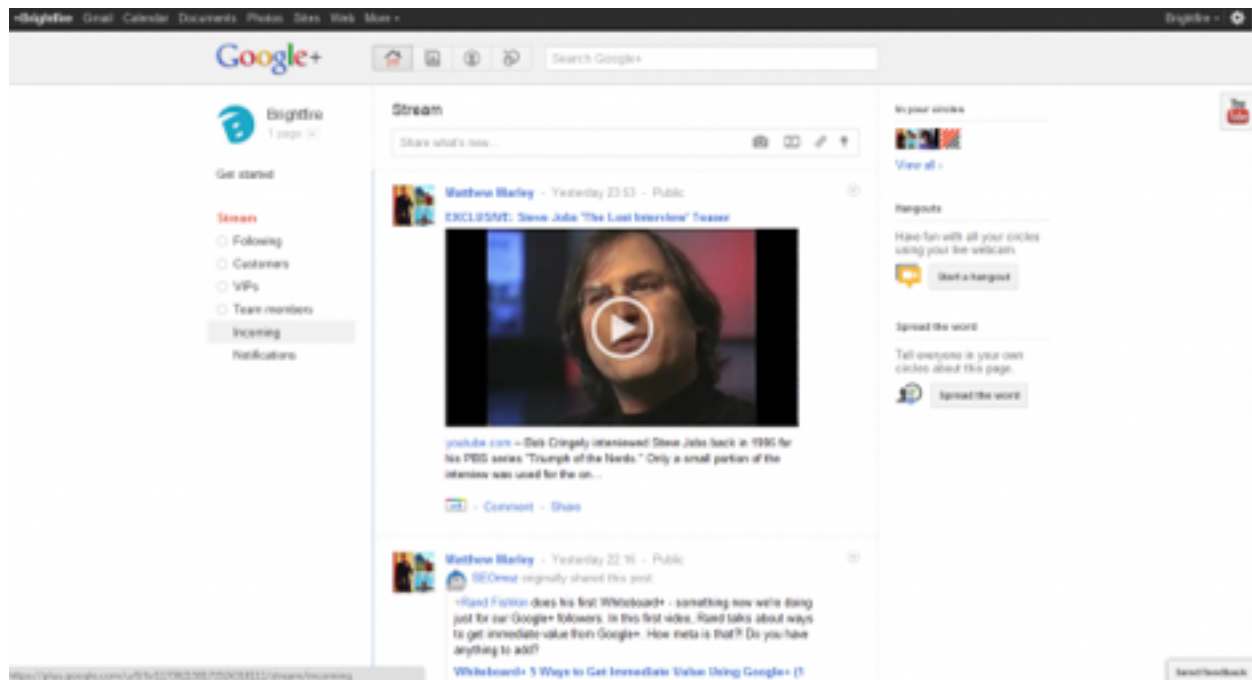 +Brightfire Gmail Calendar Documents Photos Sites Web More
Brightfire
Google+
Search Google+
Brightfire
1 page
Get started
Stream
Following
Customers
VIPs
Team members
Incoming
Notifications
Stream
Share what's new...
Matthew Marley - Yesterday 23:53 - Public
EXCLUSIVE: Steve Jobs 'The Lost Interview' Teaser
youtube.com – Bob Cringely interviewed Steve Jobs back in 1995 for
his PBS series "Triumph of the Nerds." Only a small portion of the
interview was used for the on...
- Comment - Share
Matthew Marley - Yesterday 22:16 - Public
SEOmoz originally shared this post:
+Rand Fishkin does his first Whiteboard+ - something new we're doing
just for our Google+ followers. In this first video, Rand talks about ways
to get immediate value from Google+. How meta is that?! Do you have
anything to add?
Whiteboard+ 5 Ways to Get Immediate Value Using Google+ (1
In your circles
View all ›
Hangouts
Have fun with all your circles
using your live webcam.
Start a hangout
Spread the word
Tell everyone in your own
circles about this page.
Spread the word
You
Tube
Send feedback